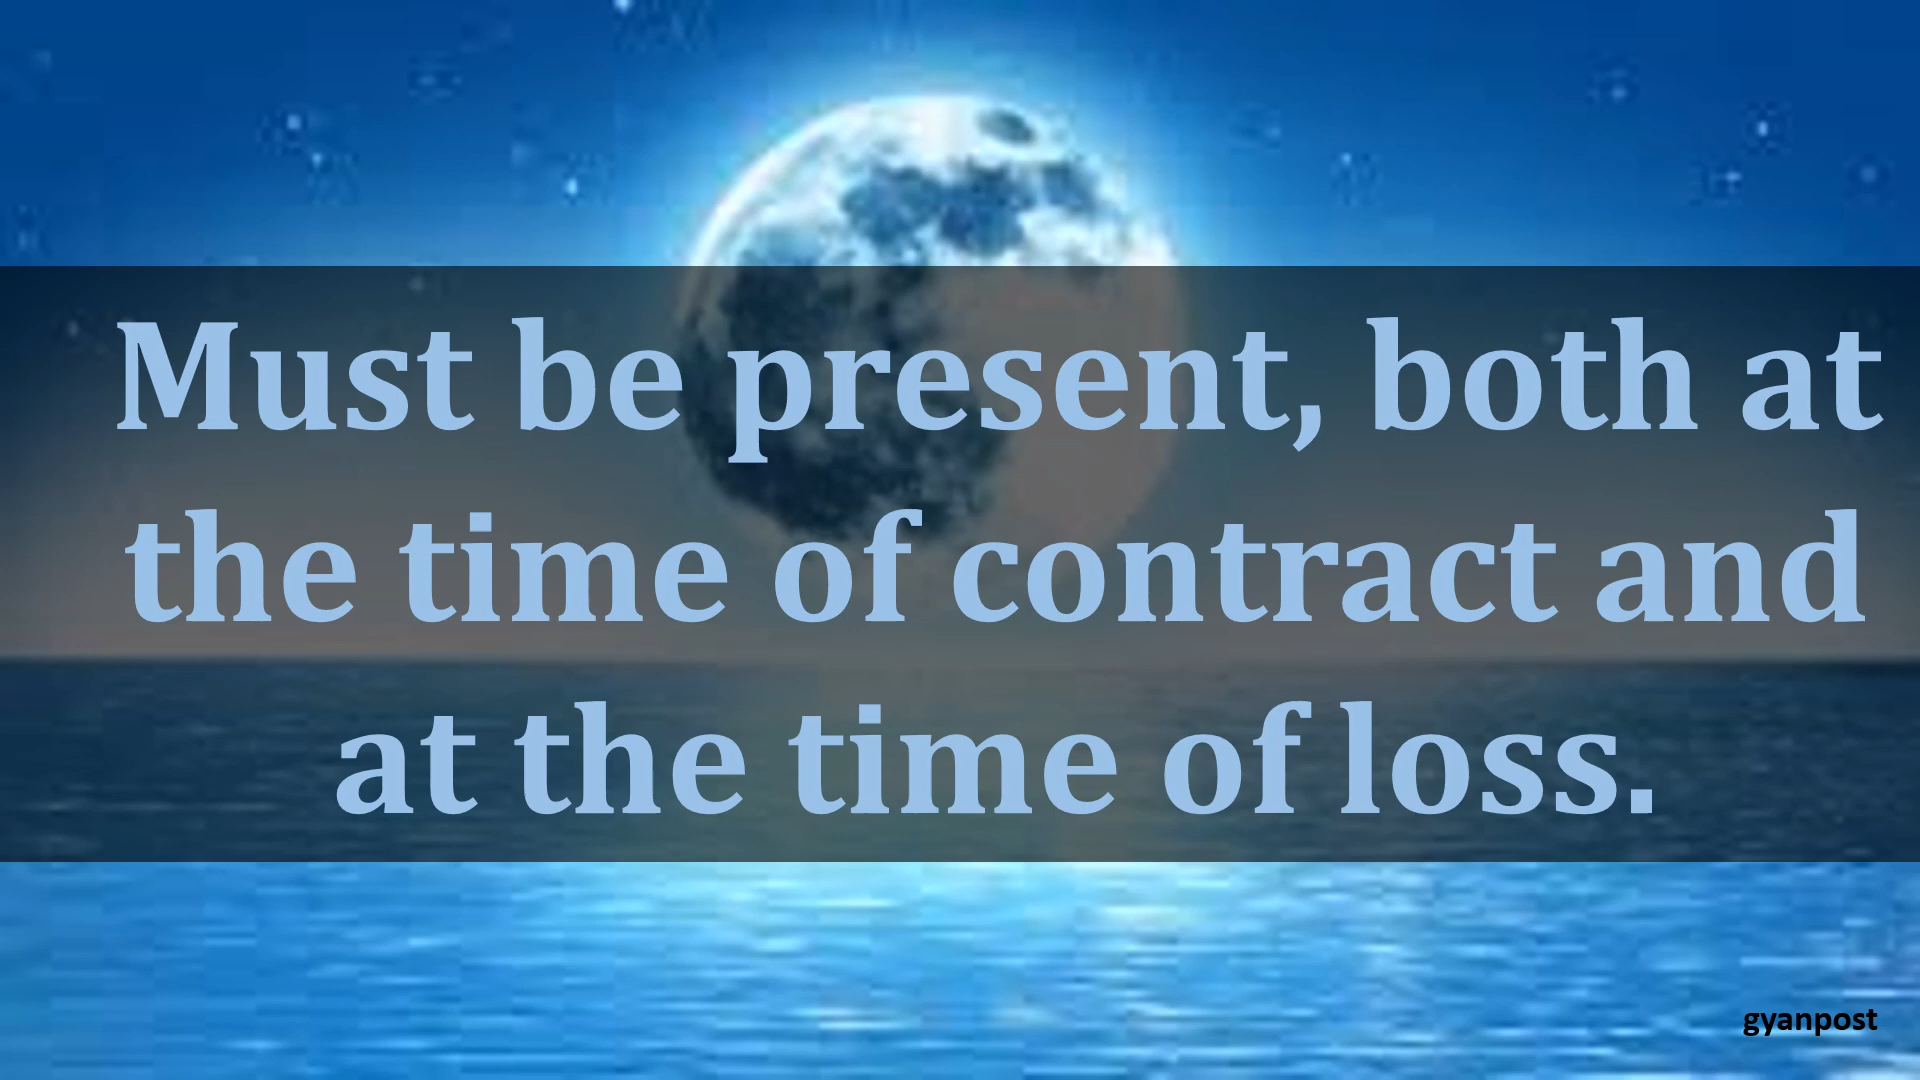 Must be present, both at
the time of contract and
at the time of loss.
gyanpost